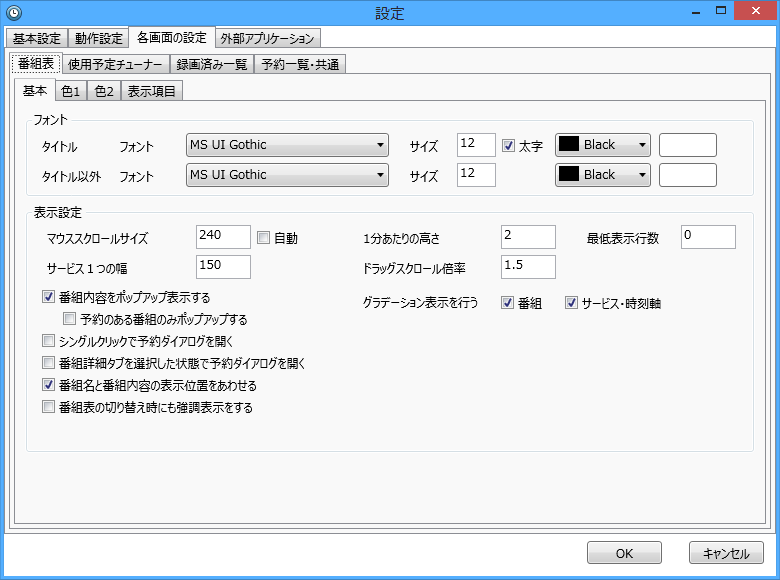 設定
基本設定 動作設定 各画面の設定 外部アプリケーション
番組表 使用予定チューナー 録画済み一覧 予約一覧・共通
基本 色1 色2 表示項目
フォント
タイトル フォント MS UI Gothic サイズ 12 太字 Black
タイトル以外 フォント MS UI Gothic サイズ 12 Black
表示設定
マウススクロールサイズ 240 自動 1分あたりの高さ 2 最低表示行数 0
サービス１つの幅 150 ドラッグスクロール倍率 1.5
番組内容をポップアップ表示する グラデーション表示を行う 番組 サービス・時刻軸
予約のある番組のみポップアップする
シングルクリックで予約ダイアログを開く
番組詳細タブを選択した状態で予約ダイアログを開く
番組名と番組内容の表示位置をあわせる
番組表の切り替え時にも強調表示をする
OK キャンセル